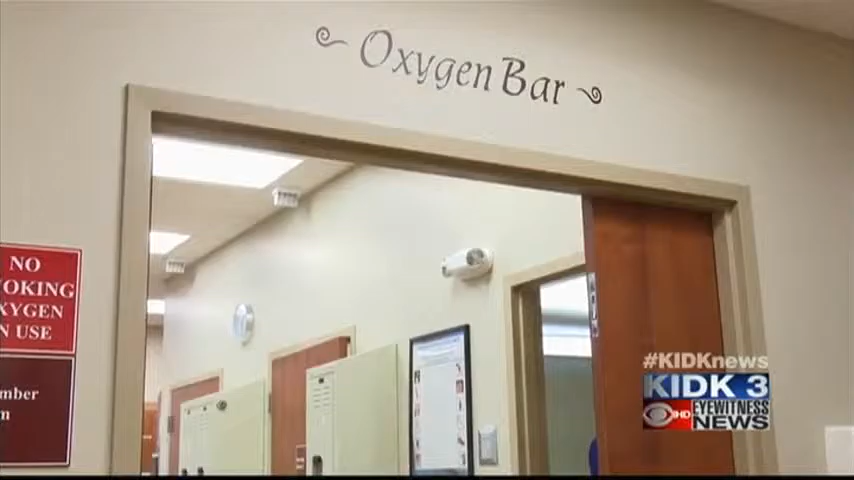 Oxygen Bar
NO
OKING
XYGEN
N USE
mber
m
#KIDKnews
KIDK 3
HD EYEWITNESS
NEWS